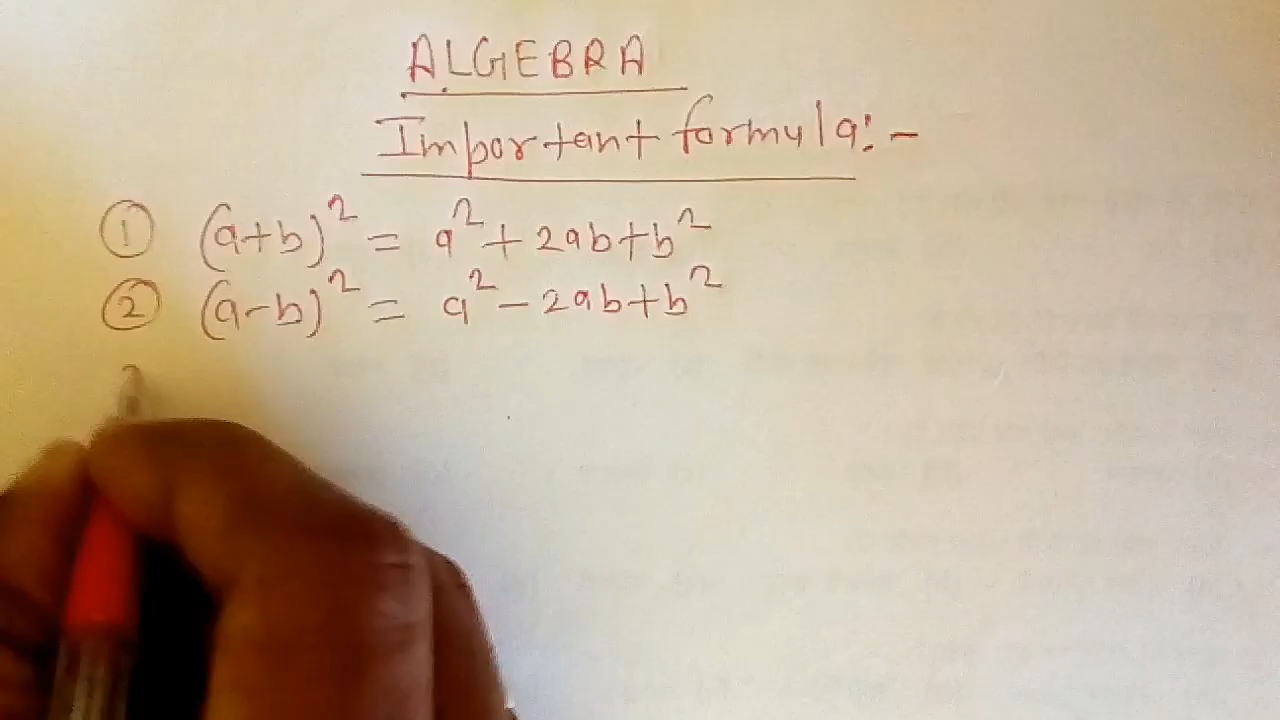 ALGEBRA
Important formula:-
① (a+b)² = a²+2ab+b²
② (a-b)² = a²-2ab+b²